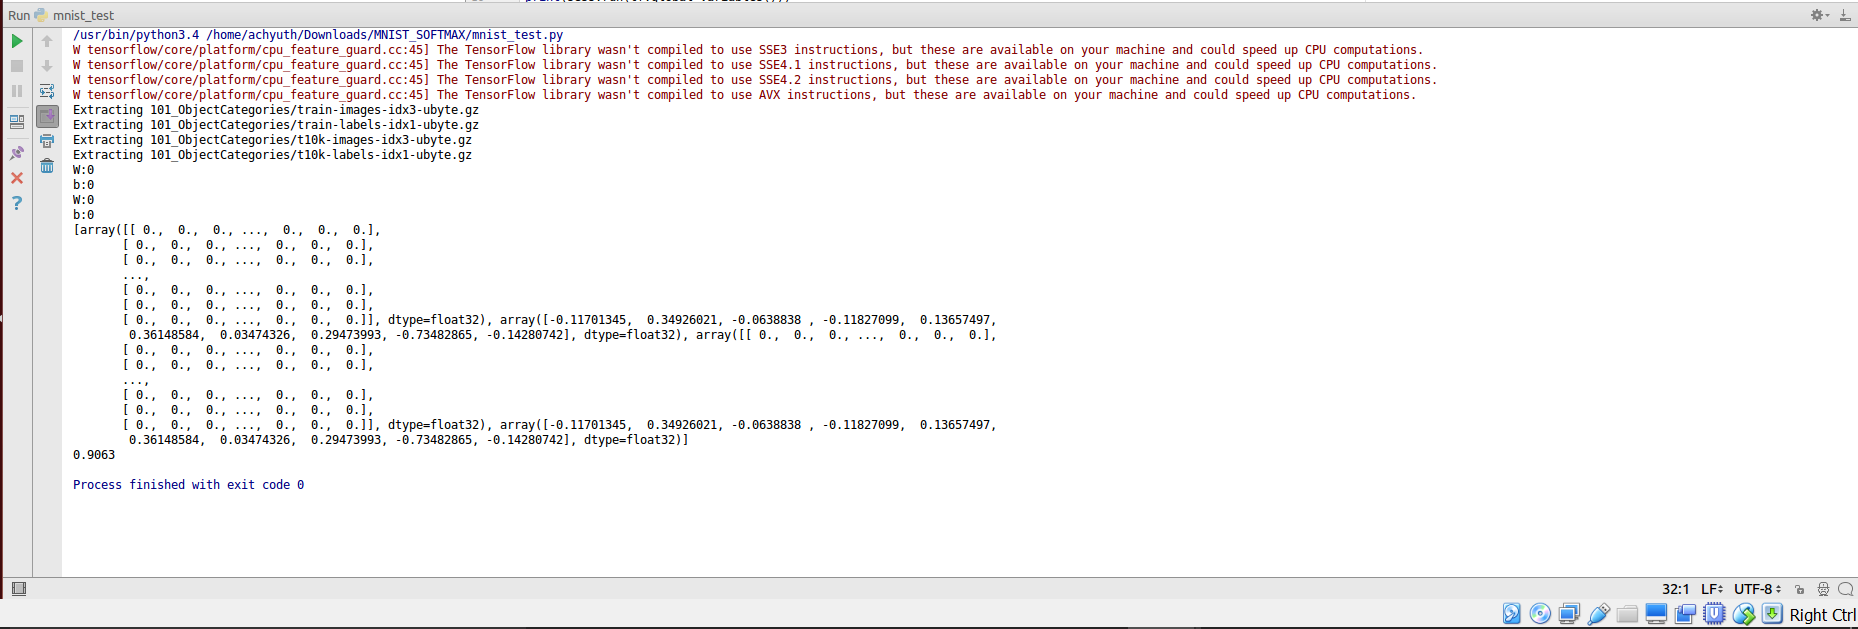 Run mnist_test
/usr/bin/python3.4 /home/achyuth/Downloads/MNIST_SOFTMAX/mnist_test.py
W tensorflow/core/platform/cpu_feature_guard.cc:45] The TensorFlow library wasn't compiled to use SSE3 instructions, but these are available on your machine and could speed up CPU computations.
W tensorflow/core/platform/cpu_feature_guard.cc:45] The TensorFlow library wasn't compiled to use SSE4.1 instructions, but these are available on your machine and could speed up CPU computations.
W tensorflow/core/platform/cpu_feature_guard.cc:45] The TensorFlow library wasn't compiled to use SSE4.2 instructions, but these are available on your machine and could speed up CPU computations.
W tensorflow/core/platform/cpu_feature_guard.cc:45] The TensorFlow library wasn't compiled to use AVX instructions, but these are available on your machine and could speed up CPU computations.
Extracting 101_ObjectCategories/train-images-idx3-ubyte.gz
Extracting 101_ObjectCategories/train-labels-idx1-ubyte.gz
Extracting 101_ObjectCategories/t10k-images-idx3-ubyte.gz
Extracting 101_ObjectCategories/t10k-labels-idx1-ubyte.gz
W:0
b:0
W:0
b:0
[array([[ 0.,  0.,  0., ...,  0.,  0.,  0.],
       [ 0.,  0.,  0., ...,  0.,  0.,  0.],
       [ 0.,  0.,  0., ...,  0.,  0.,  0.],
       ...,
       [ 0.,  0.,  0., ...,  0.,  0.,  0.],
       [ 0.,  0.,  0., ...,  0.,  0.,  0.],
       [ 0.,  0.,  0., ...,  0.,  0.,  0.]], dtype=float32), array([-0.11701345,  0.34926021, -0.0638838 , -0.11827099,  0.13657497,
        0.36148584,  0.03474326,  0.29473993, -0.73482865, -0.14280742], dtype=float32), array([[ 0.,  0.,  0., ...,  0.,  0.,  0.],
       [ 0.,  0.,  0., ...,  0.,  0.,  0.],
       [ 0.,  0.,  0., ...,  0.,  0.,  0.],
       ...,
       [ 0.,  0.,  0., ...,  0.,  0.,  0.],
       [ 0.,  0.,  0., ...,  0.,  0.,  0.],
       [ 0.,  0.,  0., ...,  0.,  0.,  0.]], dtype=float32), array([-0.11701345,  0.34926021, -0.0638838 , -0.11827099,  0.13657497,
        0.36148584,  0.03474326,  0.29473993, -0.73482865, -0.14280742], dtype=float32)]
0.9063
Process finished with exit code 0
32:1 LF UTF-8
Right Ctrl